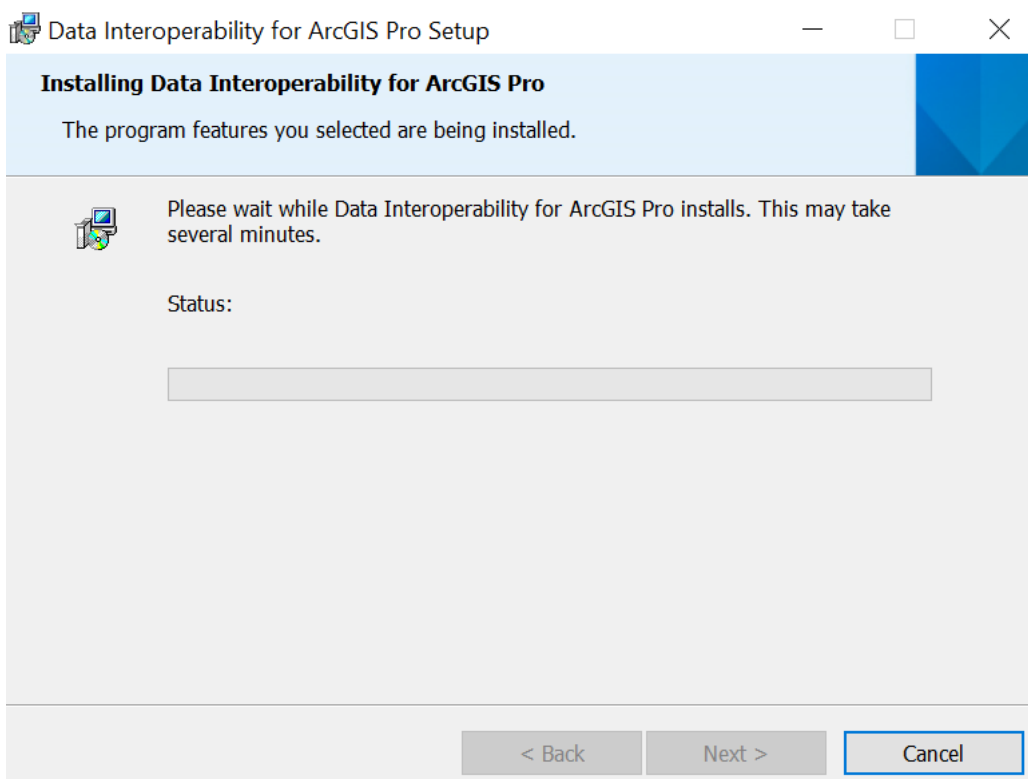 Data Interoperability for ArcGIS Pro Setup
Installing Data Interoperability for ArcGIS Pro
The program features you selected are being installed.
Please wait while Data Interoperability for ArcGIS Pro installs. This may take
several minutes.
Status:
< Back
Next >
Cancel